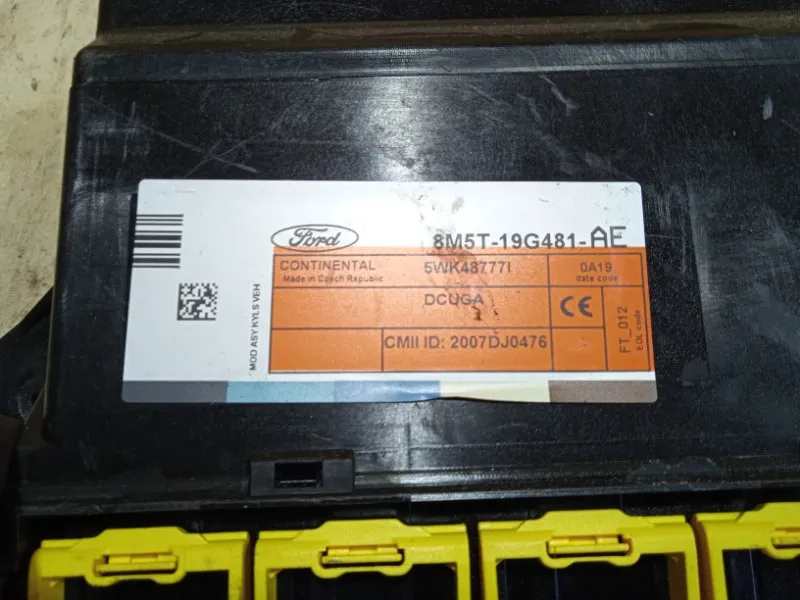 Ford
8M5T-19G481-AE
CONTINENTAL
Made in Czech Republic
5WK48777I
0A19
date code
DCUGA
CE
CMII ID: 2007DJ0476
FT_012
EOL code
MOD ASY KYLS VEH